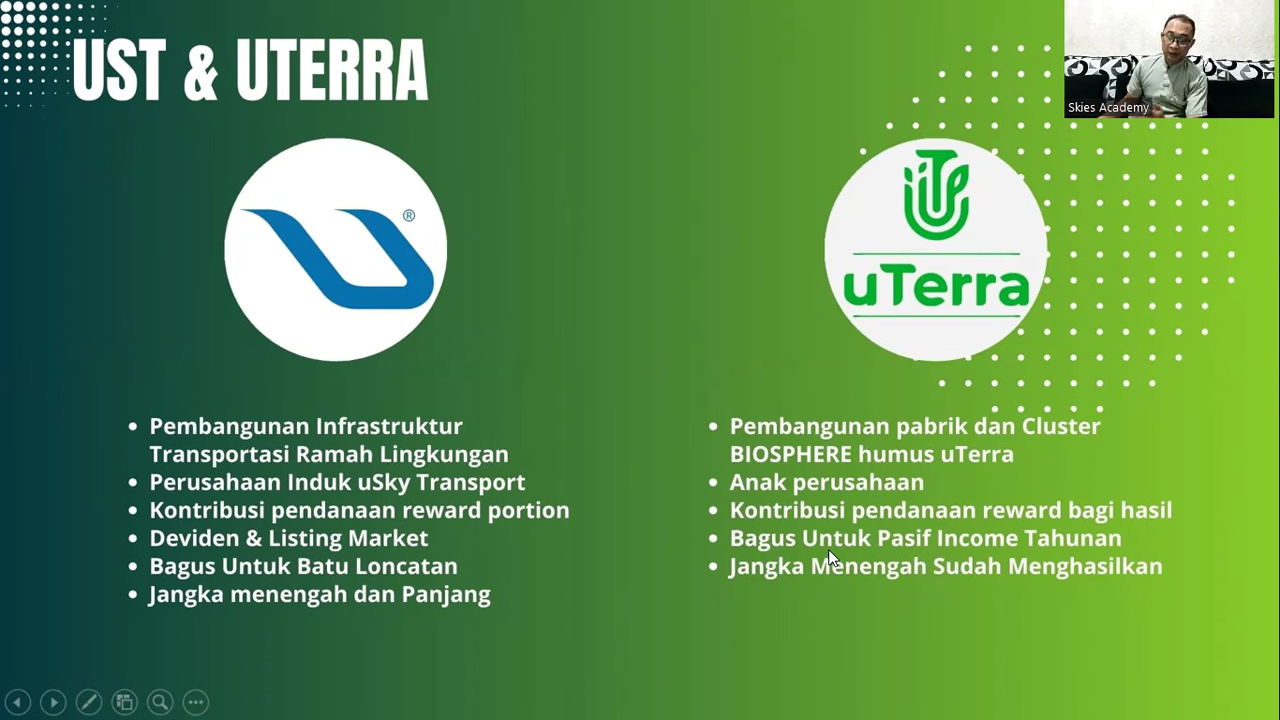 UST & UTERRA
Skies Academy
®
uTerra
Pembangunan Infrastruktur
Transportasi Ramah Lingkungan
Perusahaan Induk uSky Transport
Kontribusi pendanaan reward portion
Deviden & Listing Market
Bagus Untuk Batu Loncatan
Jangka menengah dan Panjang
Pembangunan pabrik dan Cluster
BIOSPHERE humus uTerra
Anak perusahaan
Kontribusi pendanaan reward bagi hasil
Bagus Untuk Pasif Income Tahunan
Jangka Menengah Sudah Menghasilkan